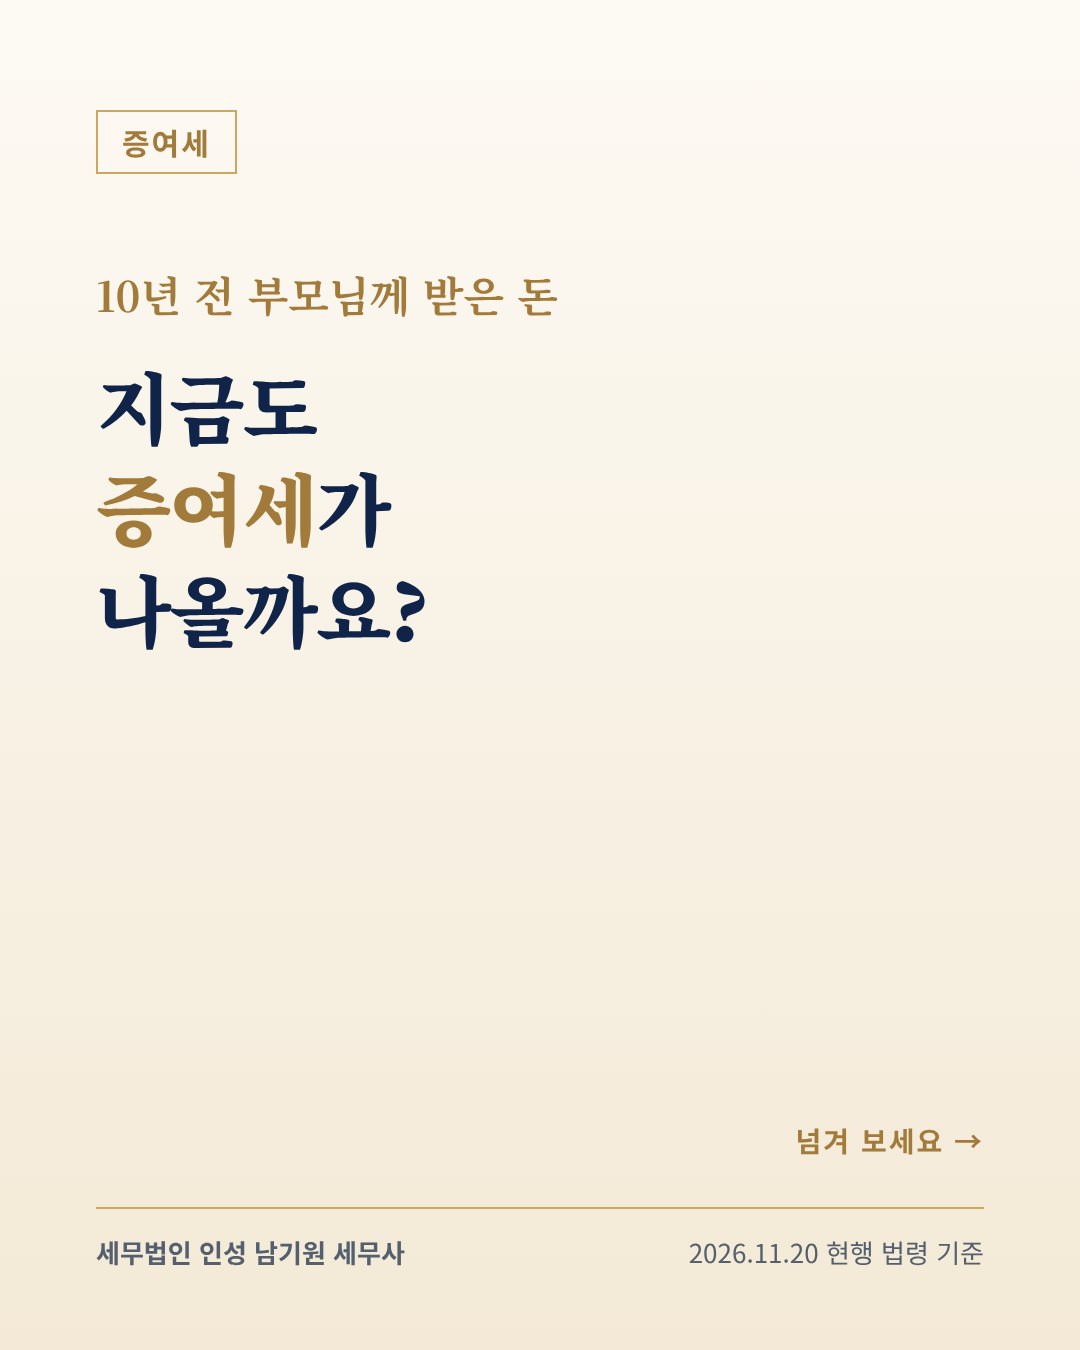 증여세
10년 전 부모님께 받은 돈
지금도
증여세가
나올까요?
넘겨 보세요 →
세무법인 인성 남기원 세무사
2026.11.20 현행 법령 기준